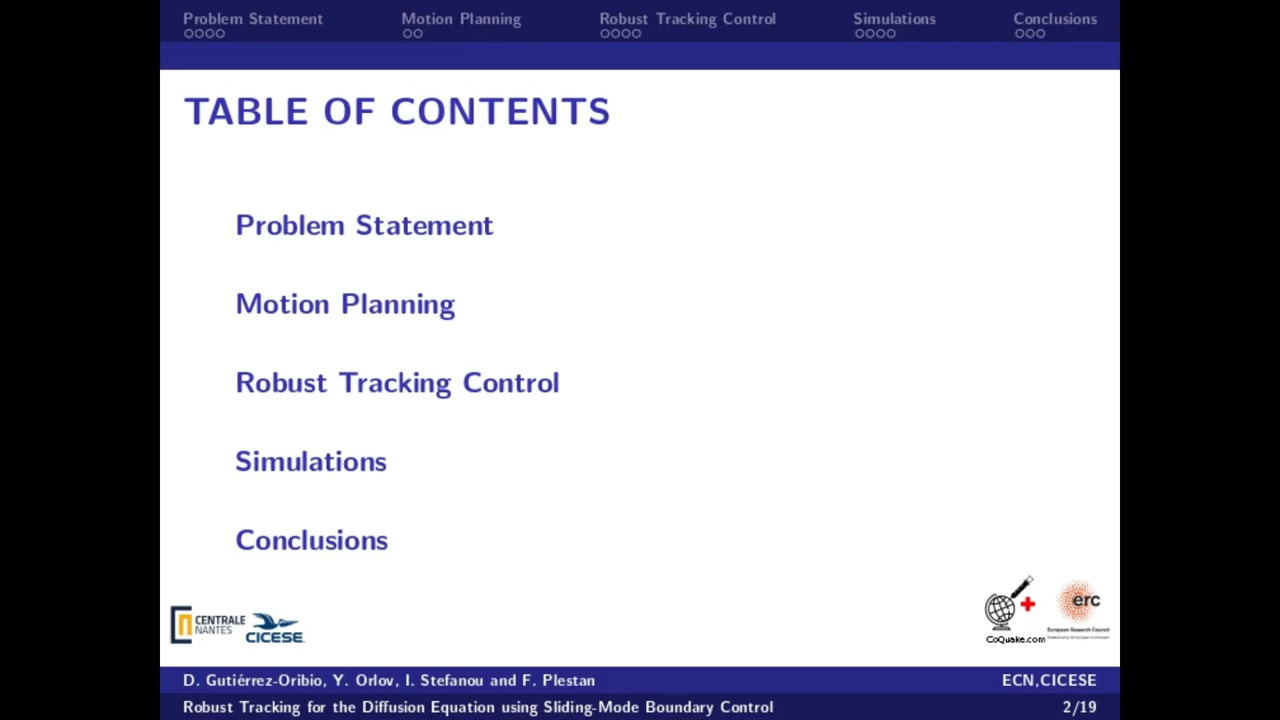 Problem Statement Motion Planning Robust Tracking Control Simulations Conclusions
TABLE OF CONTENTS
Problem Statement
Motion Planning
Robust Tracking Control
Simulations
Conclusions
CENTRALE
NANTES
CICESE
CoQuake.com
erc
European Research Council
D. Gutiérrez-Oribio, Y. Orlov, I. Stefanou and F. Plestan ECN,CICESE
Robust Tracking for the Diffusion Equation using Sliding-Mode Boundary Control 2/19